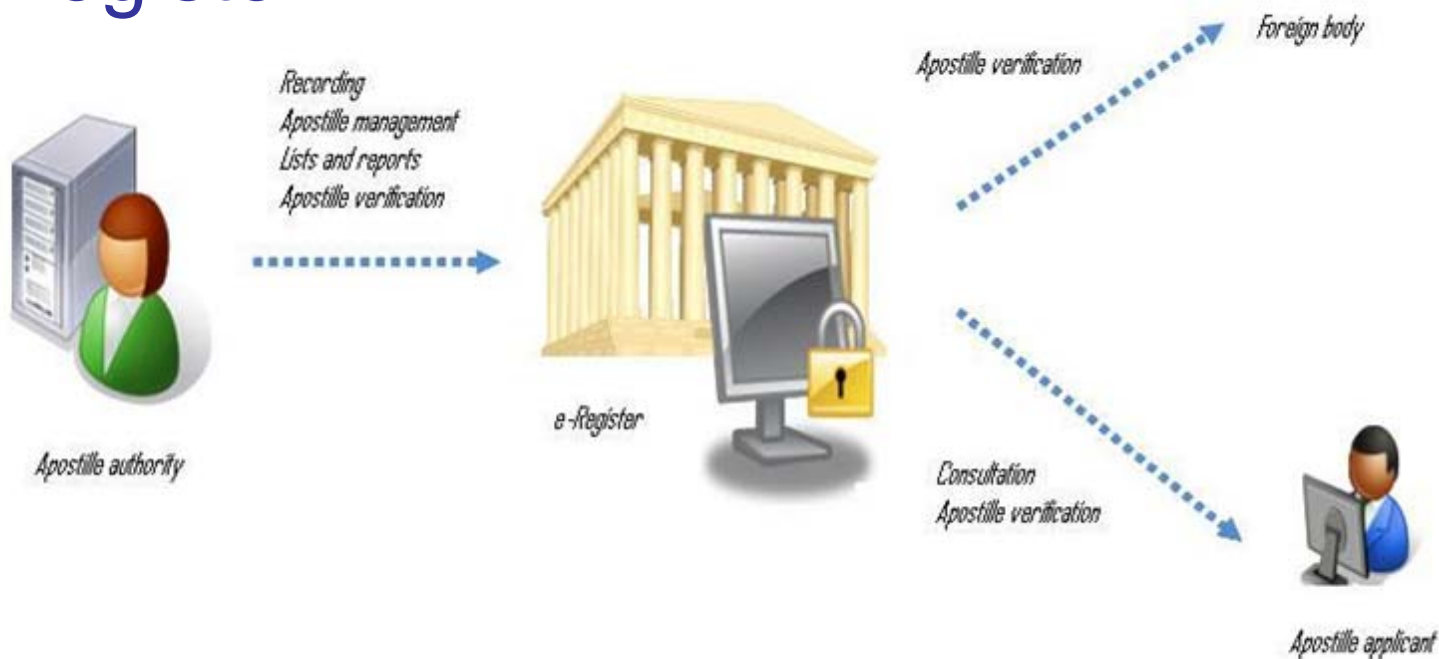 Recording
Apostille management
Lists and reports
Apostille verification
Apostille authority
e-Register
Apostille verification
Foreign body
Consultation
Apostille verification
Apostille applicant